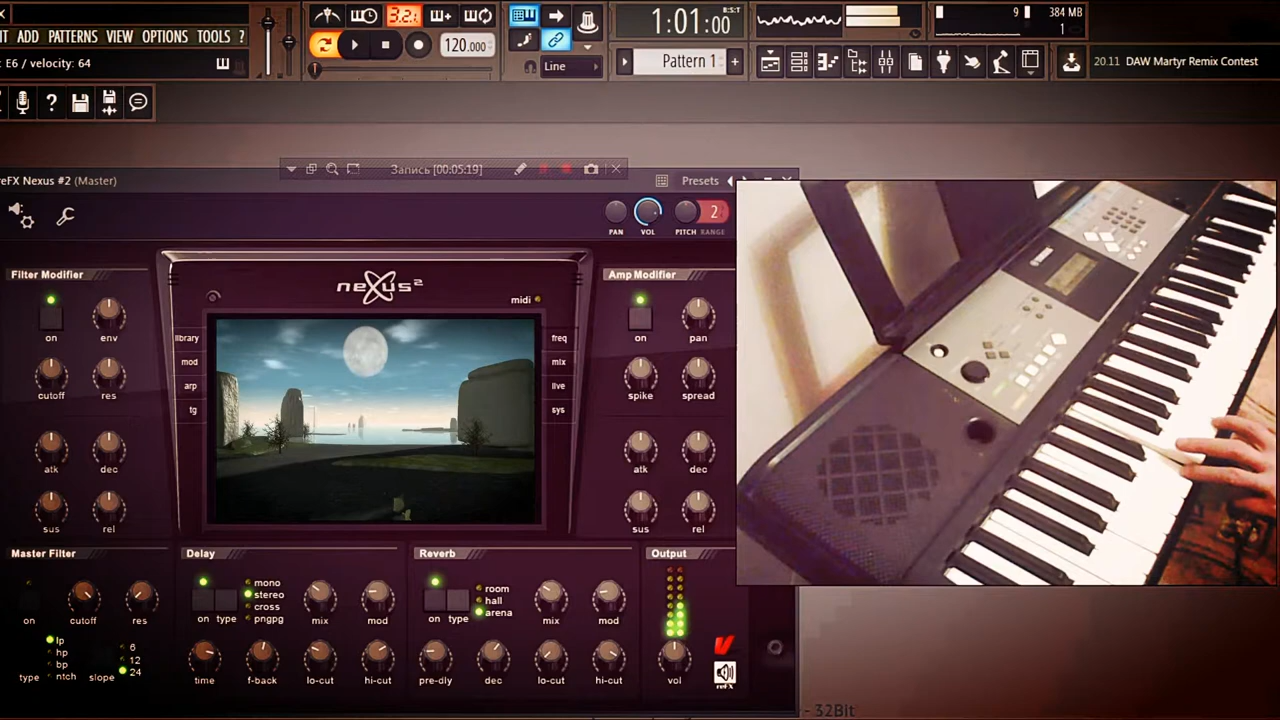 3.2. 120.000 1:01:00 B:S:T 9 384 MB
1
ADD PATTERNS VIEW OPTIONS TOOLS ?
E6 / velocity: 64 Line Pattern 1 20.11 DAW Martyr Remix Contest
Запись [00:05:19]
reFX Nexus #2 (Master) Presets
2
PAN VOL PITCH RANGE
Filter Modifier
nexus²
midi
Amp Modifier
on env
library
mod
arp
tg
freq
mix
live
sys
on pan
cutoff res
spike spread
atk dec
atk dec
sus rel
sus rel
Master Filter
Delay
Reverb
Output
on cutoff res
on type
mono
stereo
cross
pngpg
mix mod
on type
room
hall
arena
mix mod
type
lp
hp
bp
ntch
slope
6
12
24
time f-back lo-cut hi-cut
pre-dly dec lo-cut hi-cut
vol
reFX
- 32Bit